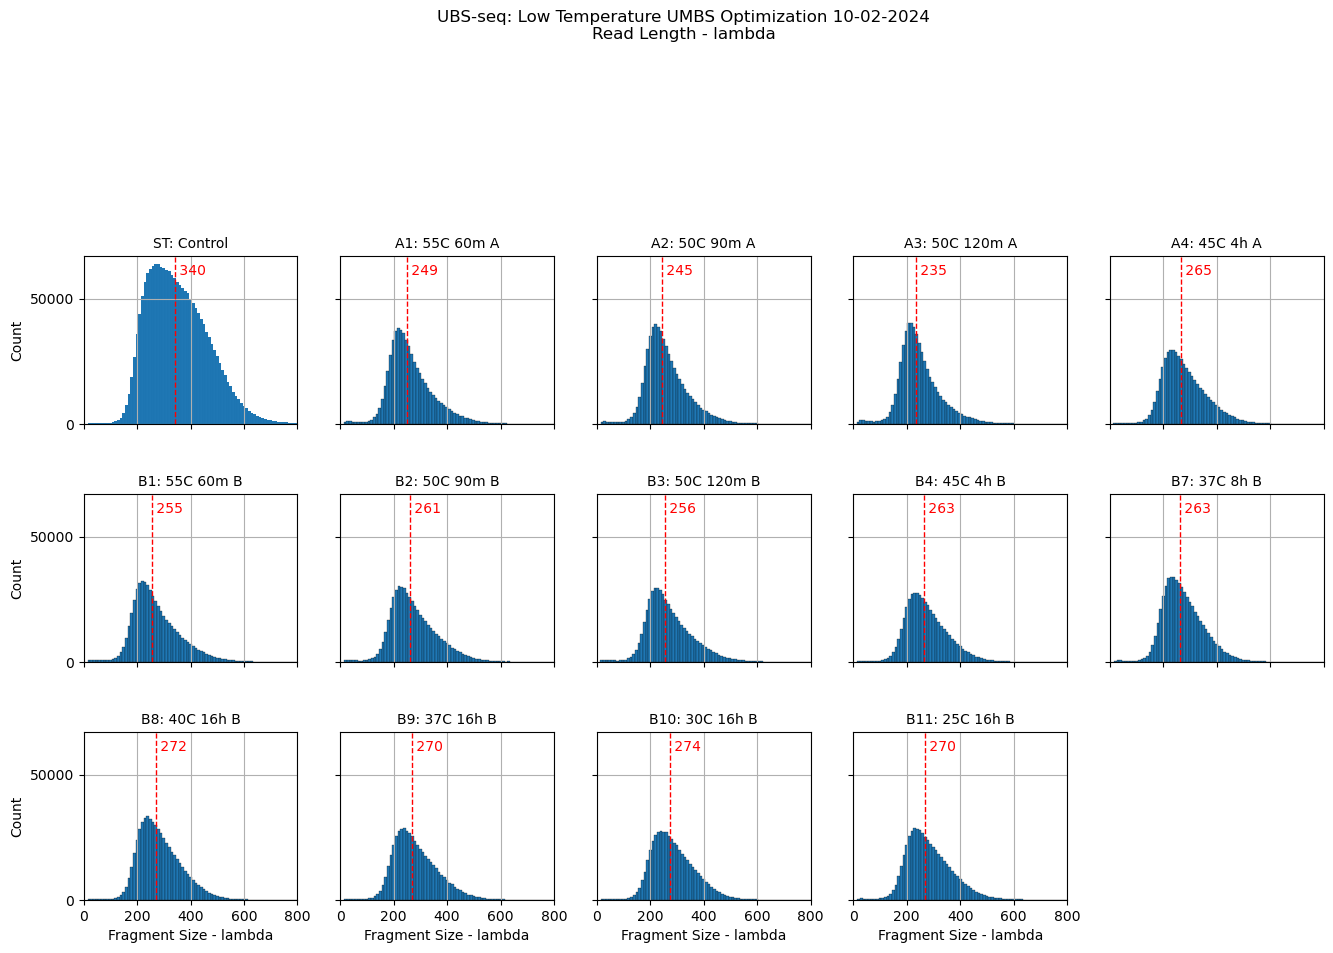 UBS-seq: Low Temperature UMBS Optimization 10-02-2024
Read Length - lambda
ST: Control
A1: 55C 60m A
A2: 50C 90m A
A3: 50C 120m A
A4: 45C 4h A
340
249
245
235
265
50000
0
Count
B1: 55C 60m B
B2: 50C 90m B
B3: 50C 120m B
B4: 45C 4h B
B7: 37C 8h B
255
261
256
263
263
50000
0
Count
B8: 40C 16h B
B9: 37C 16h B
B10: 30C 16h B
B11: 25C 16h B
272
270
274
270
50000
0
Count
0 200 400 600 800
0 200 400 600 800
0 200 400 600 800
0 200 400 600 800
Fragment Size - lambda
Fragment Size - lambda
Fragment Size - lambda
Fragment Size - lambda